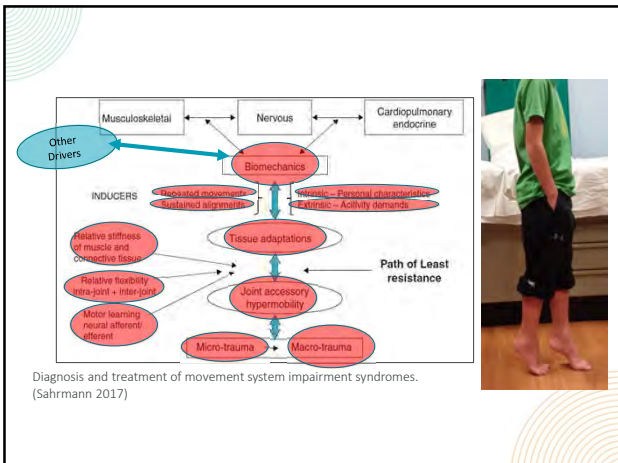 Musculoskeletal
Nervous
Cardiopulmonary
endocrine
Other
Drivers
Biomechanics
INDUCERS
Repeated movements
Sustained alignments
Intrinsic – Personal characteristics
Extrinsic – Activity demands
Relative stiffness
of muscle and
connective tissue
Tissue adaptations
Relative flexibility
intra-joint + inter-joint
Path of Least
resistance
Joint accessory
hypermobility
Motor learning
neural afferent/
efferent
Micro-trauma
Macro-trauma
Diagnosis and treatment of movement system impairment syndromes.
(Sahrmann 2017)